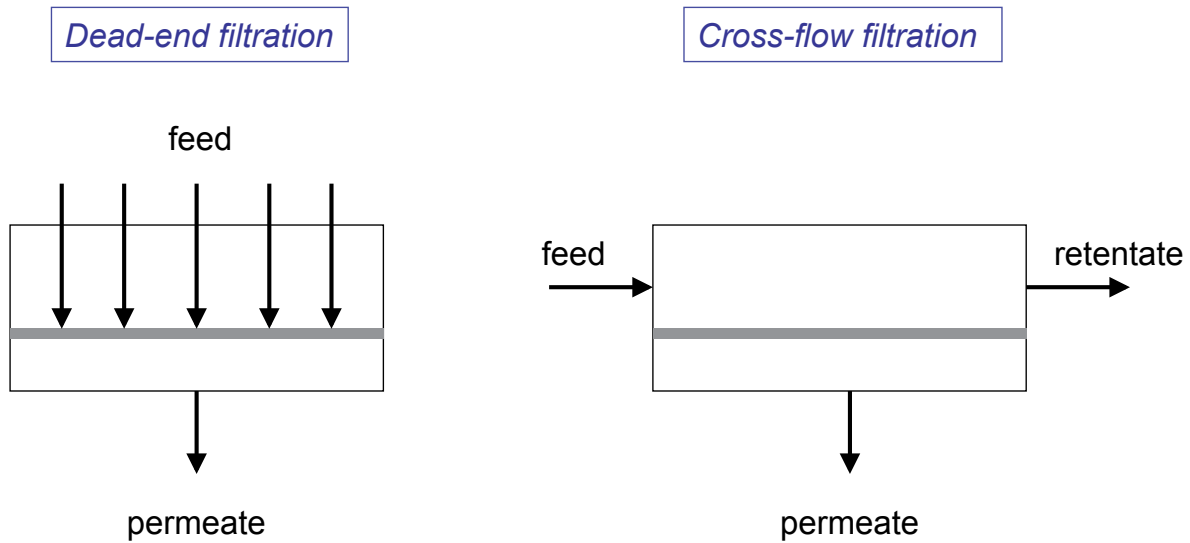 Dead-end filtration
Cross-flow filtration
feed
feed
retentate
permeate
permeate